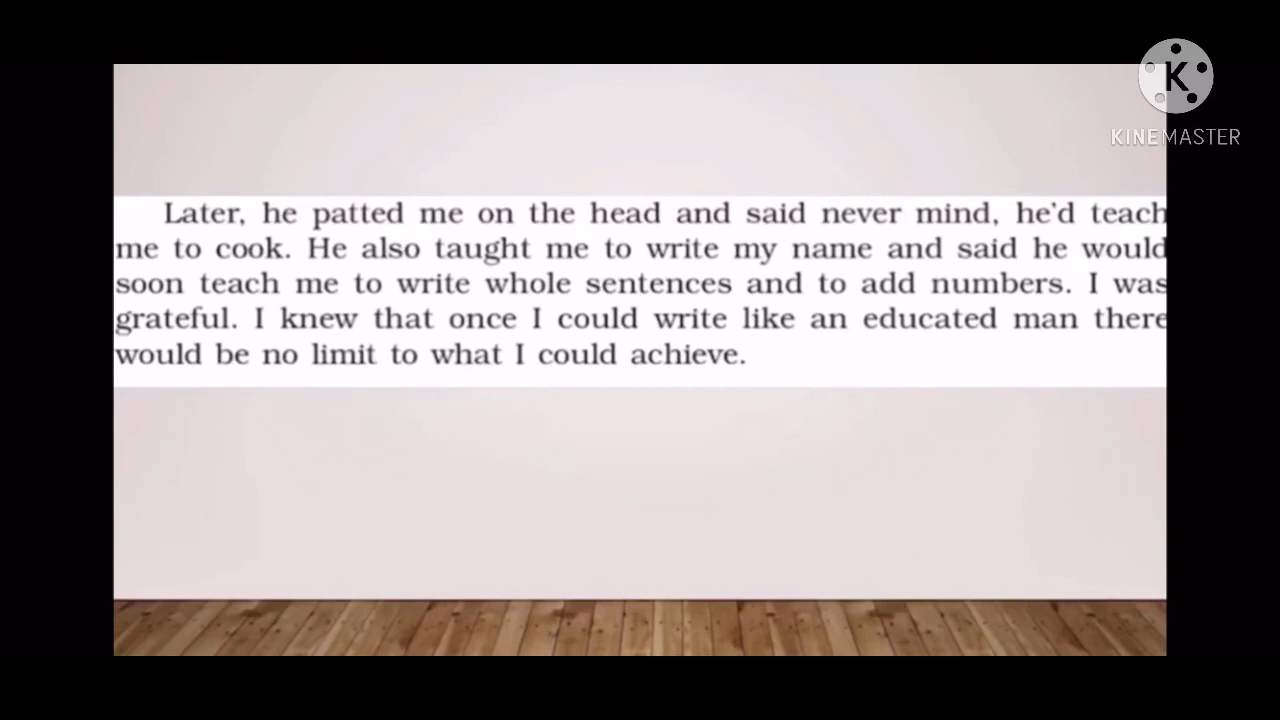 K
KINEMASTER
Later, he patted me on the head and said never mind, he'd teach
me to cook. He also taught me to write my name and said he would
soon teach me to write whole sentences and to add numbers. I was
grateful. I knew that once I could write like an educated man there
would be no limit to what I could achieve.